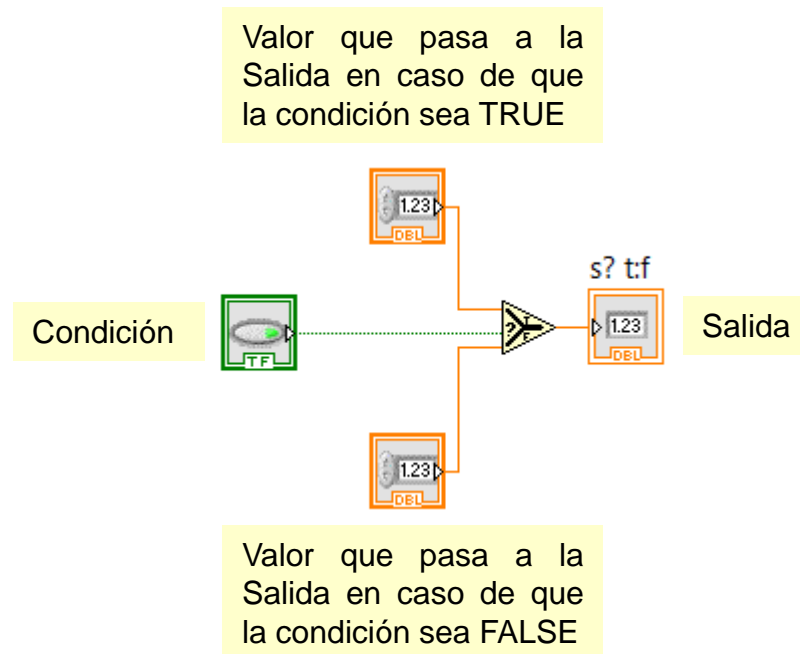 Valor que pasa a la
Salida en caso de que
la condición sea TRUE
1.23
DBL
s? t:f
Condición
TF
?
T
F
1.23
DBL
Salida
1.23
DBL
Valor que pasa a la
Salida en caso de que
la condición sea FALSE